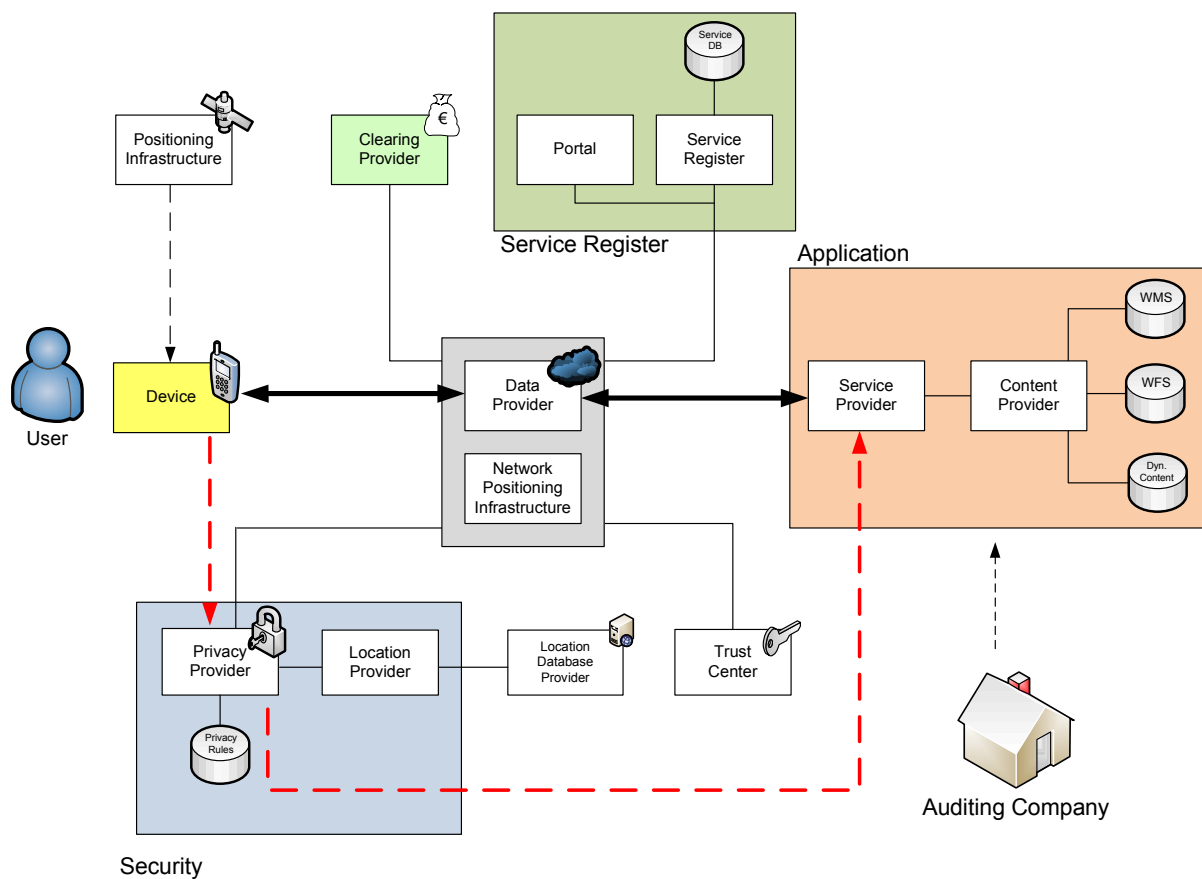 Service
DB
Positioning
Infrastructure
Clearing
Provider
€
Portal
Service
Register
Service Register
Application
WMS
Device
Data
Provider
Service
Provider
Content
Provider
WFS
User
Network
Positioning
Infrastructure
Dyn.
Content
Privacy
Provider
Location
Provider
Location
Database
Provider
Trust
Center
Privacy
Rules
Auditing Company
Security